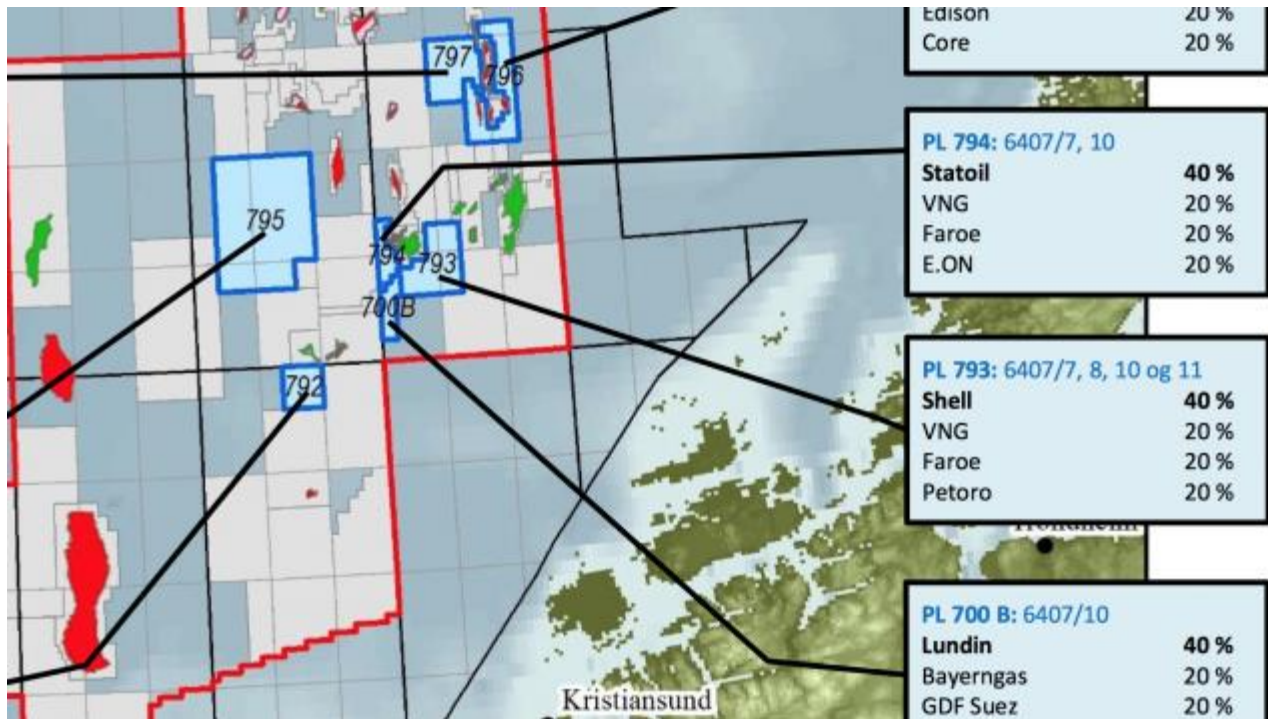 Edison 20 %
Core 20 %
797
796
PL 794: 6407/7, 10
Statoil 40 %
VNG 20 %
Faroe 20 %
E.ON 20 %
795
794
793
700B
792
PL 793: 6407/7, 8, 10 og 11
Shell 40 %
VNG 20 %
Faroe 20 %
Petoro 20 %
Trondheim
PL 700 B: 6407/10
Lundin 40 %
Bayerngas 20 %
GDF Suez 20 %
Kristiansund